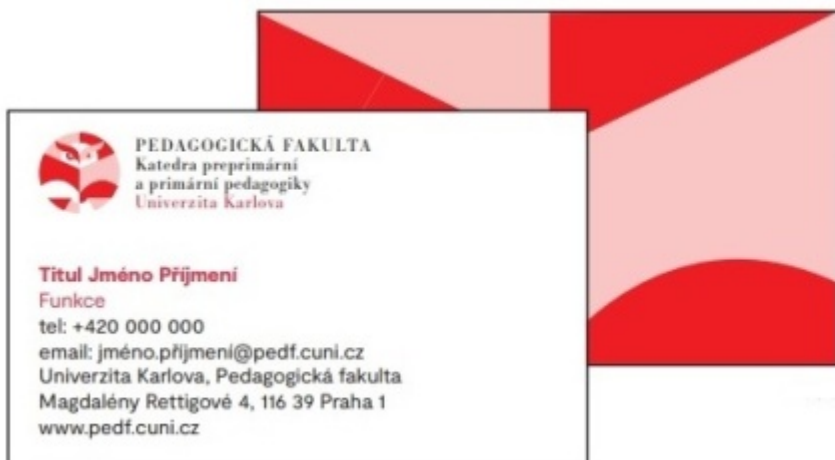 PEDAGOGICKÁ FAKULTA
Katedra preprimární
a primární pedagogiky
Univerzita Karlova
Titul Jméno Příjmení
Funkce
tel: +420 000 000
email: jméno.příjmení@pedf.cuni.cz
Univerzita Karlova, Pedagogická fakulta
Magdalény Rettigové 4, 116 39 Praha 1
www.pedf.cuni.cz